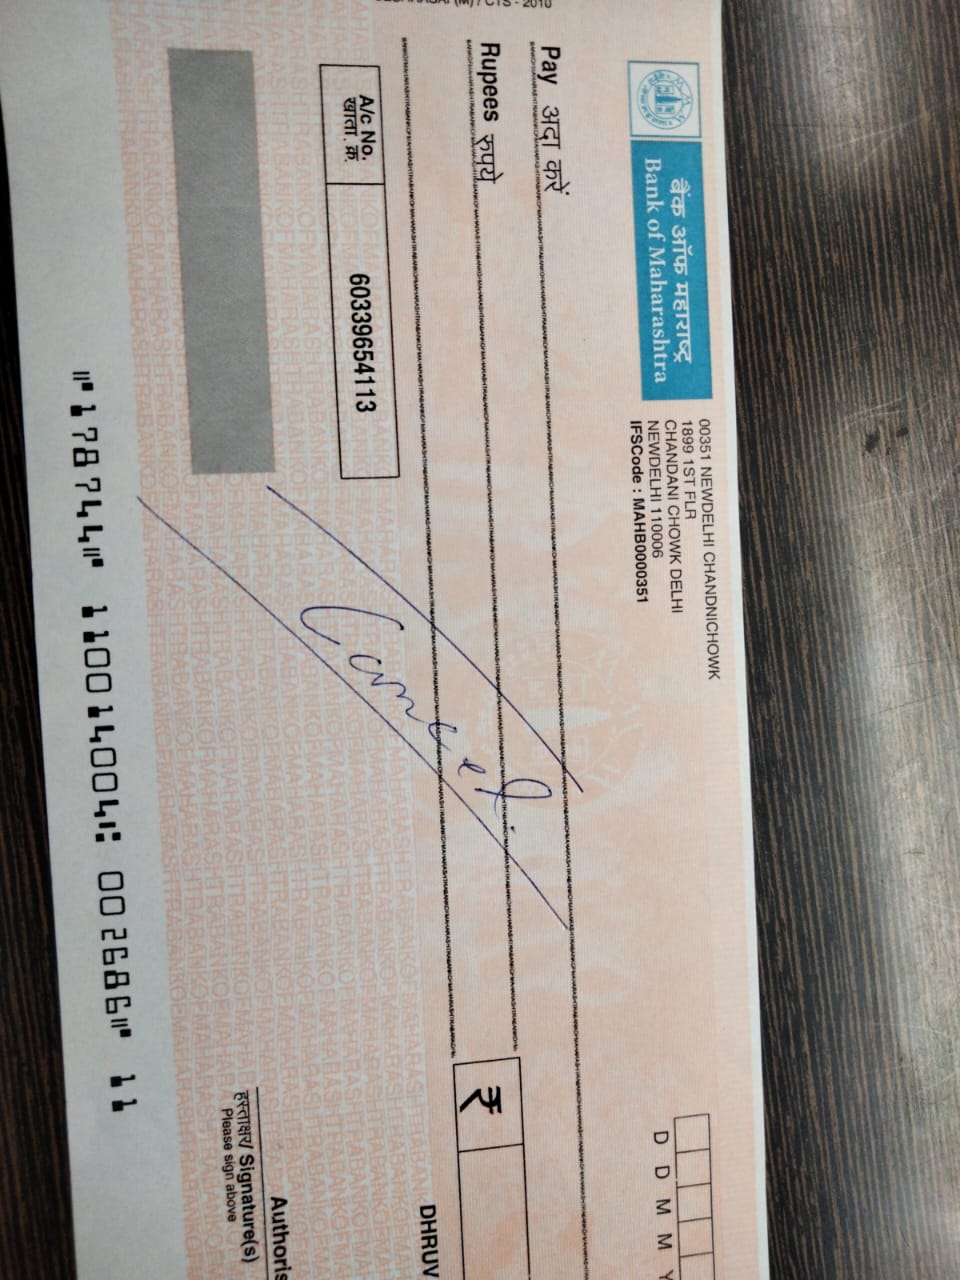 बैंक ऑफ महाराष्ट्र
Bank of Maharashtra
00351 NEWDELHI CHANDNICHOWK
1899 1ST FLR
CHANDANI CHOWK DELHI
NEWDELHI 110006
IFSCode : MAHB0000351
D D M M Y
Pay अदा करें
Rupees रुपये
₹
A/c No.
खाता. क्र.
60339654113
Cancel
DHRUV
Authoris
हस्ताक्षर/ Signature(s)
Please sign above
(M) / CTS - 2010
⑈178744⑈ 110014004⑆ 002686⑈ 11